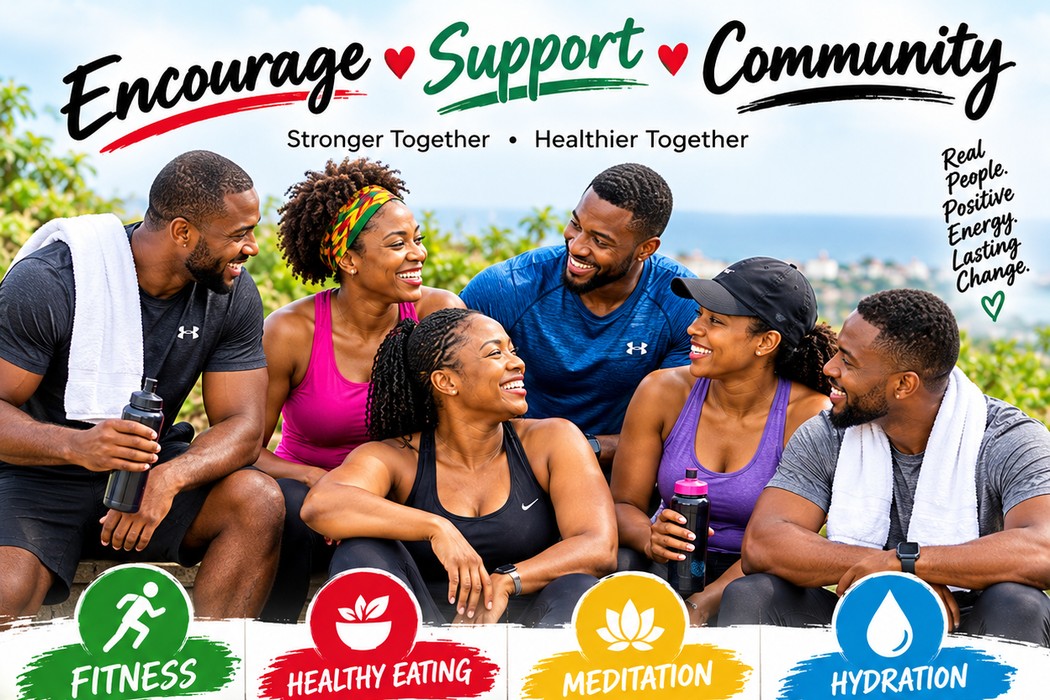 Encourage ♥ Support ♥ Community
Stronger Together • Healthier Together
Real
People.
Positive
Energy.
Lasting
Change.
FITNESS
HEALTHY EATING
MEDITATION
HYDRATION